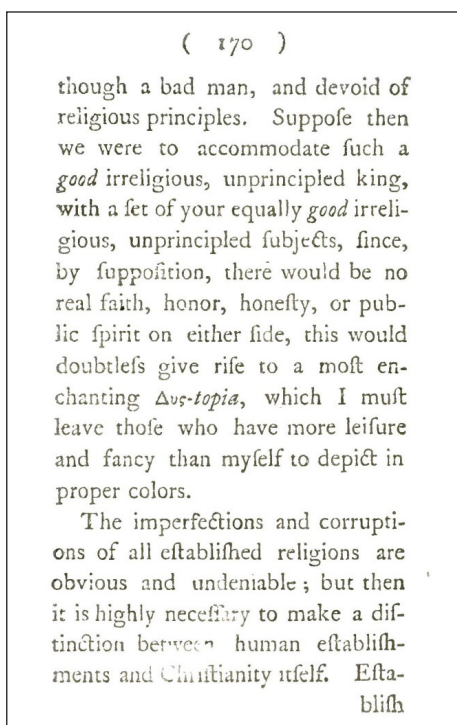 ( 170 )
though a bad man, and devoid of
religious principles. Suppoſe then
we were to accommodate ſuch a
good irreligious, unprincipled king,
with a ſet of your equally good irreli-
gious, unprincipled ſubjects, ſince,
by ſuppoſition, there would be no
real faith, honor, honeſty, or pub-
lic ſpirit on either ſide, this would
doubtleſs give riſe to a moſt en-
chanting Δυς-topia, which I muſt
leave thoſe who have more leiſure
and fancy than myſelf to depict in
proper colors.
The imperfections and corrupti-
ons of all eſtabliſhed religions are
obvious and undeniable; but then
it is highly neceſſary to make a diſ-
tinction between human eſtabliſh-
ments and Chriſtianity itſelf. Eſta-
bliſh